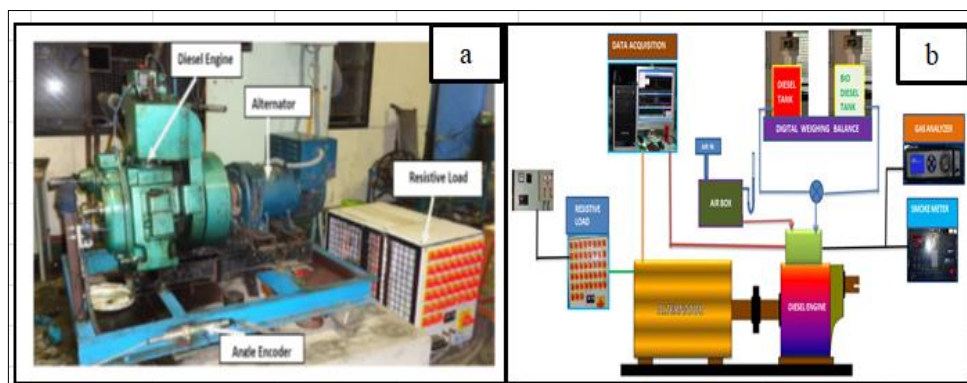 a
Diesel Engine
Alternator
Resistive Load
Angle Encoder
b
DATA ACQUISITION
DIESEL
TANK
BIO
DIESEL
TANK
DIGITAL WEIGHING BALANCE
GAS ANALYZER
AIR IN
AIR BOX
SMOKE METER
RESISTIVE
LOAD
ALTERNATOR
DIESEL ENGINE